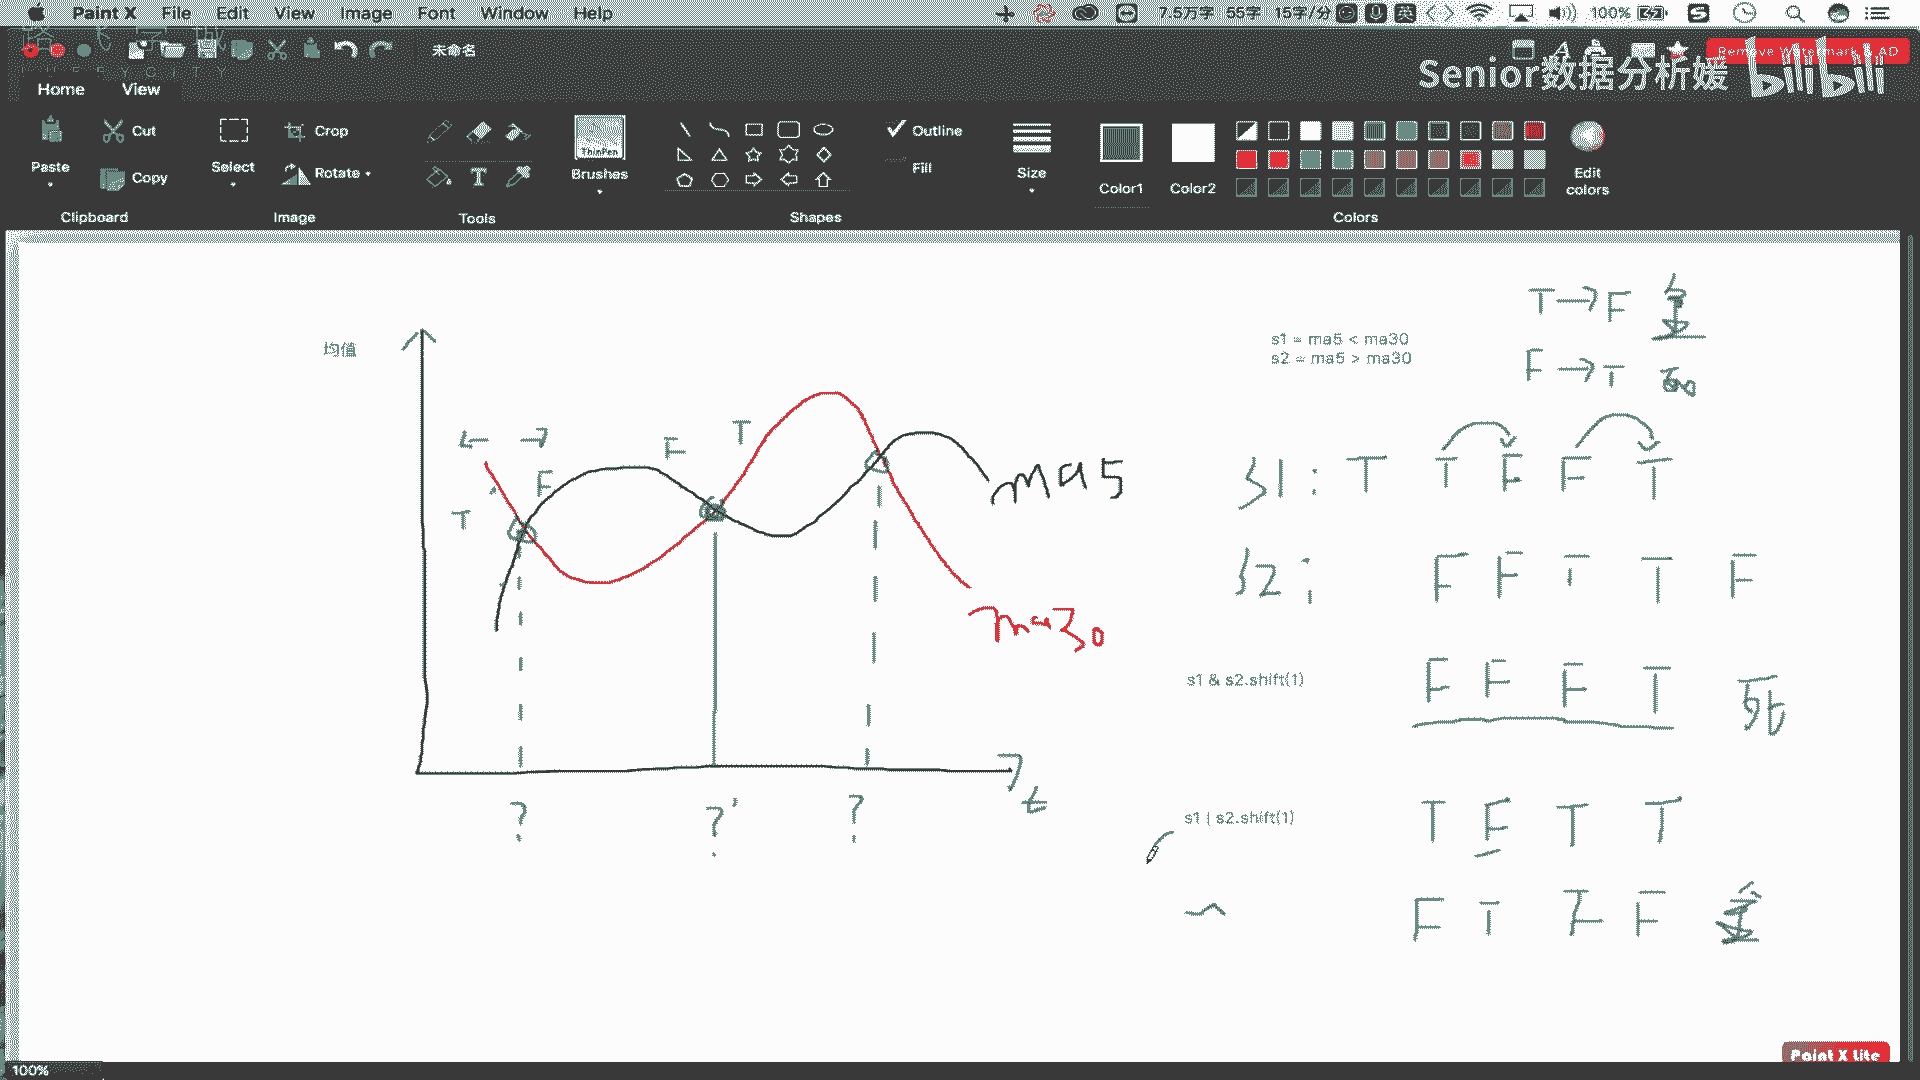 Paint X File Edit View Image Font Window Help 7.5万字 55字 15字/分 英 100%
未命名
Senior数据分析媛 bilibili
Home View
Cut Crop Outline
Paste Select ThinPen Size Edit colors
Copy Rotate Brushes Fill Color1 Color2
Clipboard Image Tools Shapes Colors
T→F 金
F→T
均值
s1 = ma5 < ma30
s2 = ma5 > ma30
T F F T
ma5
ma30
S1: T T F F T
S2: F F T T F
s1 & s2.shift(1) F F F T 死
s1 | s2.shift(1) T F T T
~ F T F F 金
? ? ? t
100%
Paint X lite